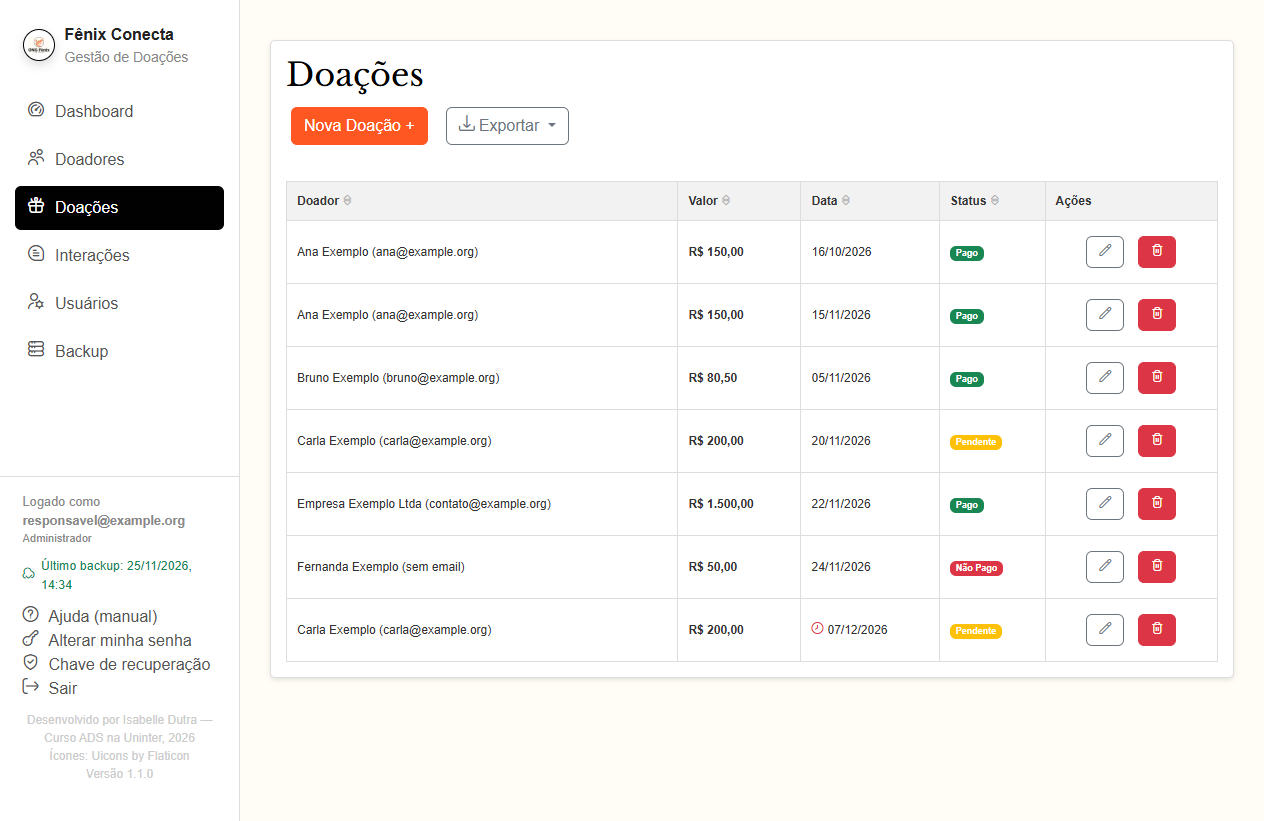 Fênix Conecta
Gestão de Doações
Dashboard
Doadores
Doações
Interações
Usuários
Backup
Logado como
responsavel@example.org
Administrador
Último backup: 25/11/2026,
14:34
Ajuda (manual)
Alterar minha senha
Chave de recuperação
Sair
Desenvolvido por Isabelle Dutra —
Curso ADS na Uninter, 2026
Ícones: Uicons by Flaticon
Versão 1.1.0
Doações
Nova Doação +
Exportar
Doador Valor Data Status Ações
Ana Exemplo (ana@example.org) R$ 150,00 16/10/2026 Pago
Ana Exemplo (ana@example.org) R$ 150,00 15/11/2026 Pago
Bruno Exemplo (bruno@example.org) R$ 80,50 05/11/2026 Pago
Carla Exemplo (carla@example.org) R$ 200,00 20/11/2026 Pendente
Empresa Exemplo Ltda (contato@example.org) R$ 1.500,00 22/11/2026 Pago
Fernanda Exemplo (sem email) R$ 50,00 24/11/2026 Não Pago
Carla Exemplo (carla@example.org) R$ 200,00 07/12/2026 Pendente